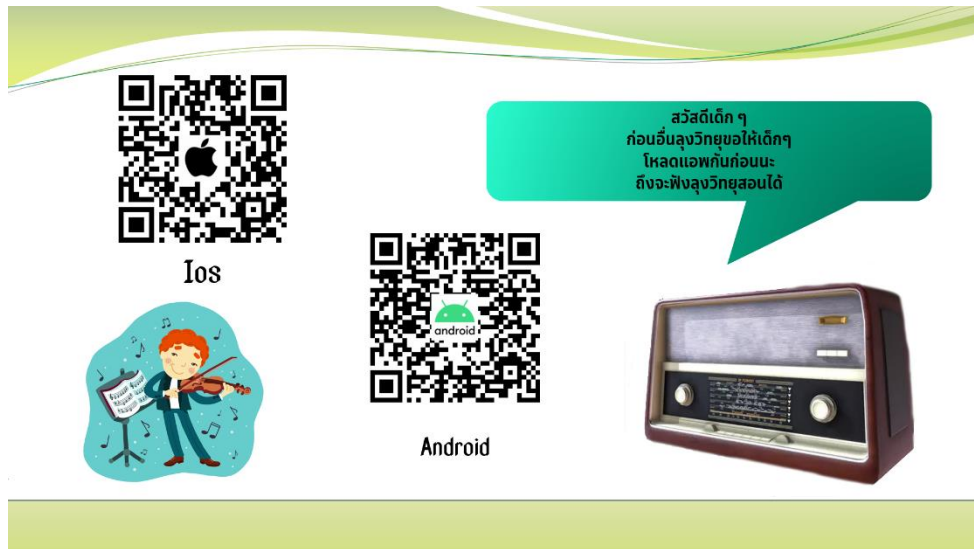 สวัสดีเด็ก ๆ
ก่อนอื่นลุงวิทยุขอให้เด็กๆ
โหลดแอพกันก่อนนะ
ถึงจะฟังลุงวิทยุสอนได้
Ios
android
Android